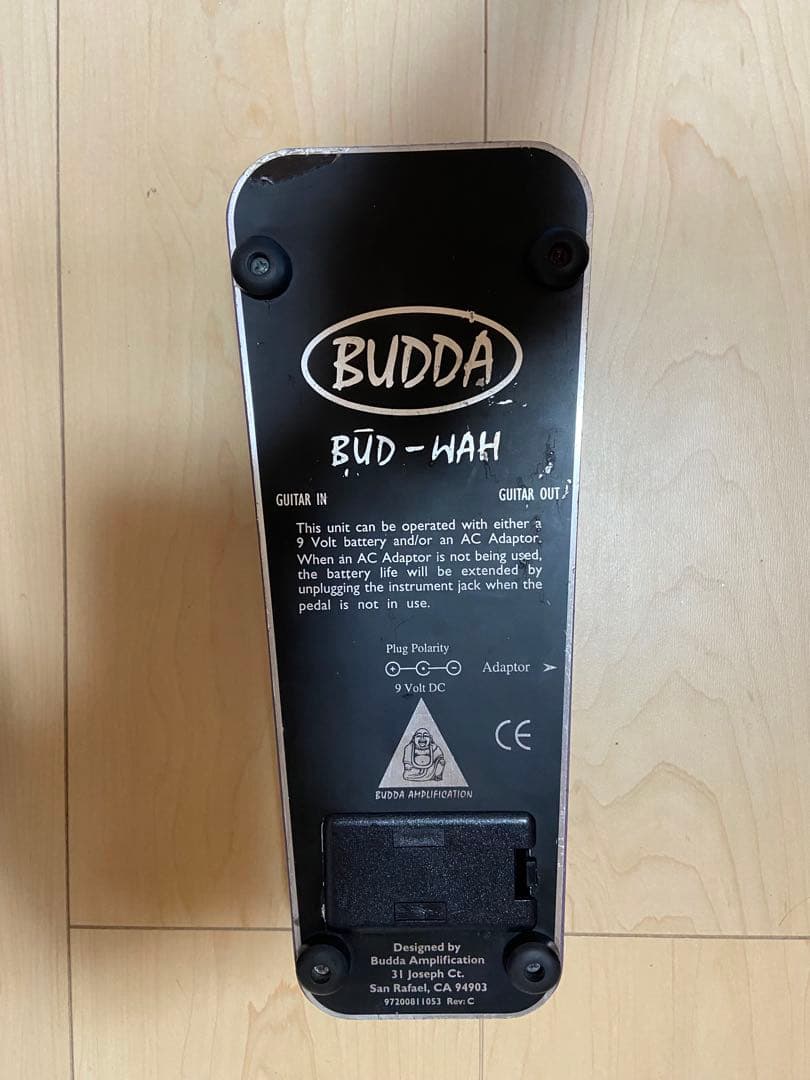 BUDDA
BŪD-WAH
GUITAR IN
GUITAR OUT
This unit can be operated with either a
9 Volt battery and/or an AC Adaptor.
When an AC Adaptor is not being used,
the battery life will be extended by
unplugging the instrument jack when the
pedal is not in use.
Plug Polarity
Adaptor
9 Volt DC
CE
BUDDA AMPLIFICATION
Designed by
Budda Amplification
31 Joseph Ct.
San Rafael, CA 94903
97200811053 Rev: C